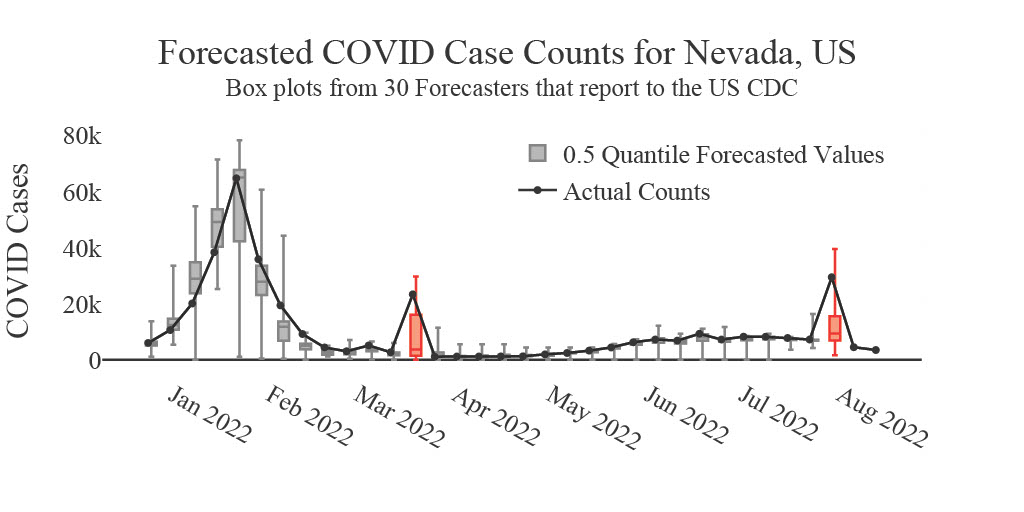 Forecasted COVID Case Counts for Nevada, US
Box plots from 30 Forecasters that report to the US CDC
80k
60k
40k
20k
0
COVID Cases
0.5 Quantile Forecasted Values
Actual Counts
Jan 2022
Feb 2022
Mar 2022
Apr 2022
May 2022
Jun 2022
Jul 2022
Aug 2022